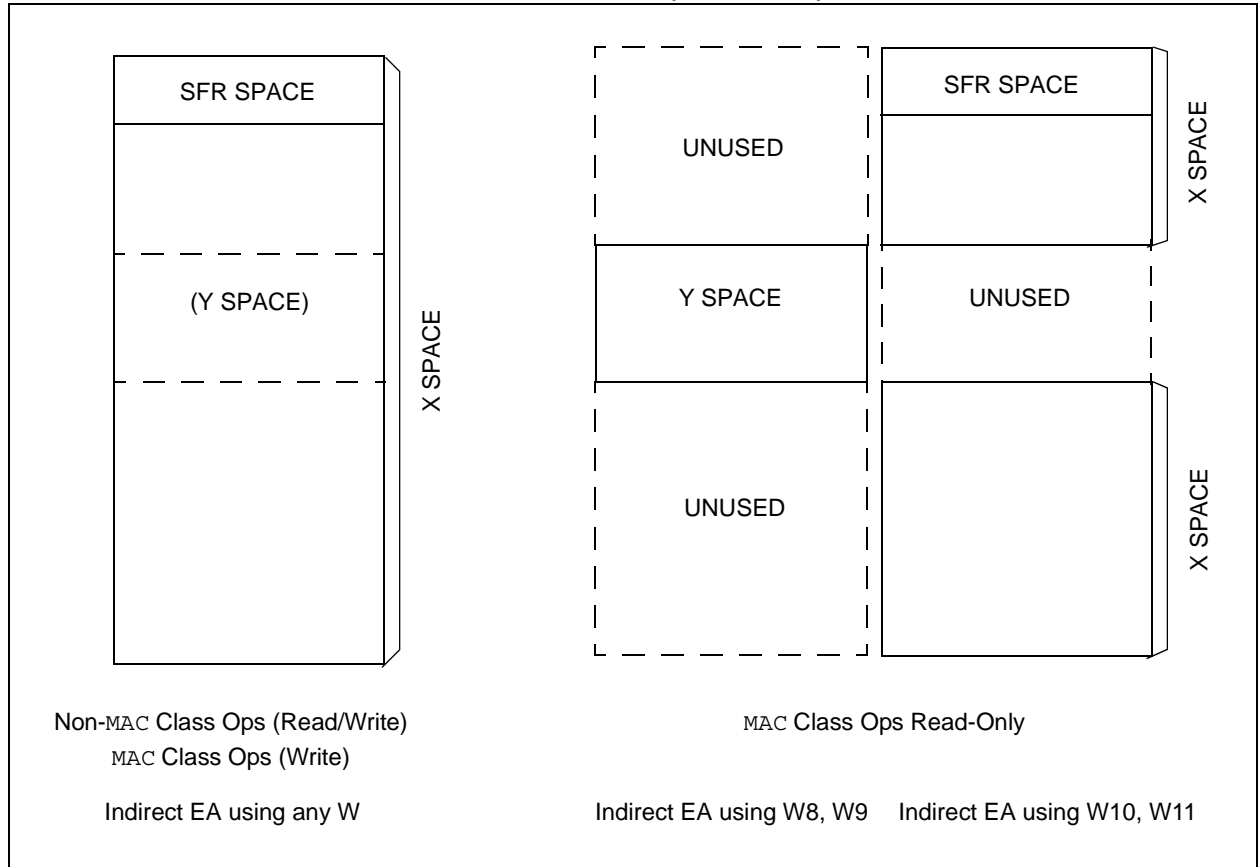 SFR SPACE
(Y SPACE)
X SPACE
Non-MAC Class Ops (Read/Write)
MAC Class Ops (Write)
Indirect EA using any W
UNUSED
Y SPACE
UNUSED
SFR SPACE
X SPACE
UNUSED
X SPACE
MAC Class Ops Read-Only
Indirect EA using W8, W9
Indirect EA using W10, W11